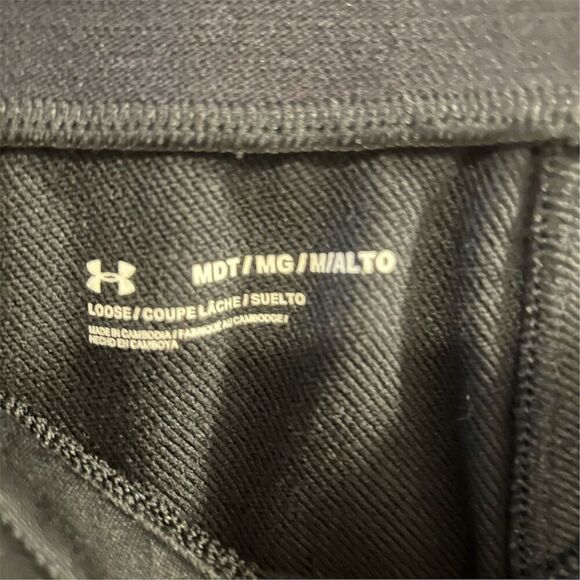 MDT/MG/M/ALTO
LOOSE/COUPE LÂCHE/SUELTO
MADE IN CAMBODIA/FABRIQUÉ AU CAMBODGE/
HECHO EN CAMBOYA